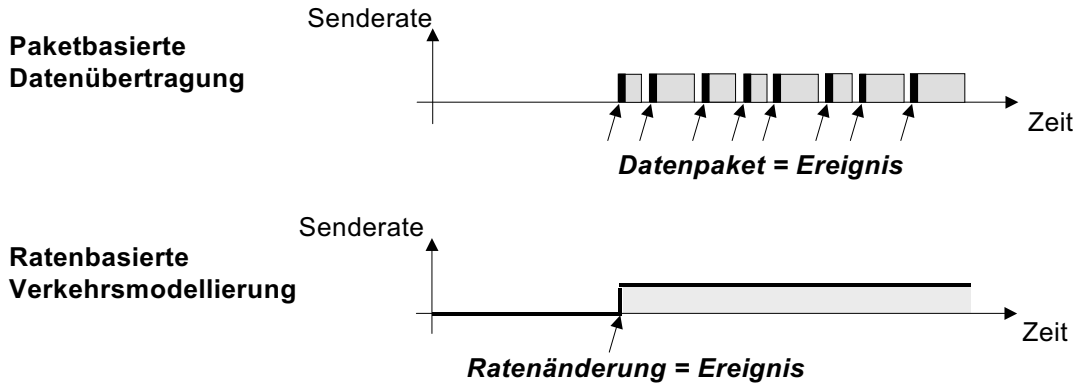 Senderate
Paketbasierte
Datenübertragung
Zeit
Datenpaket = Ereignis
Senderate
Ratenbasierte
Verkehrsmodellierung
Zeit
Ratenänderung = Ereignis